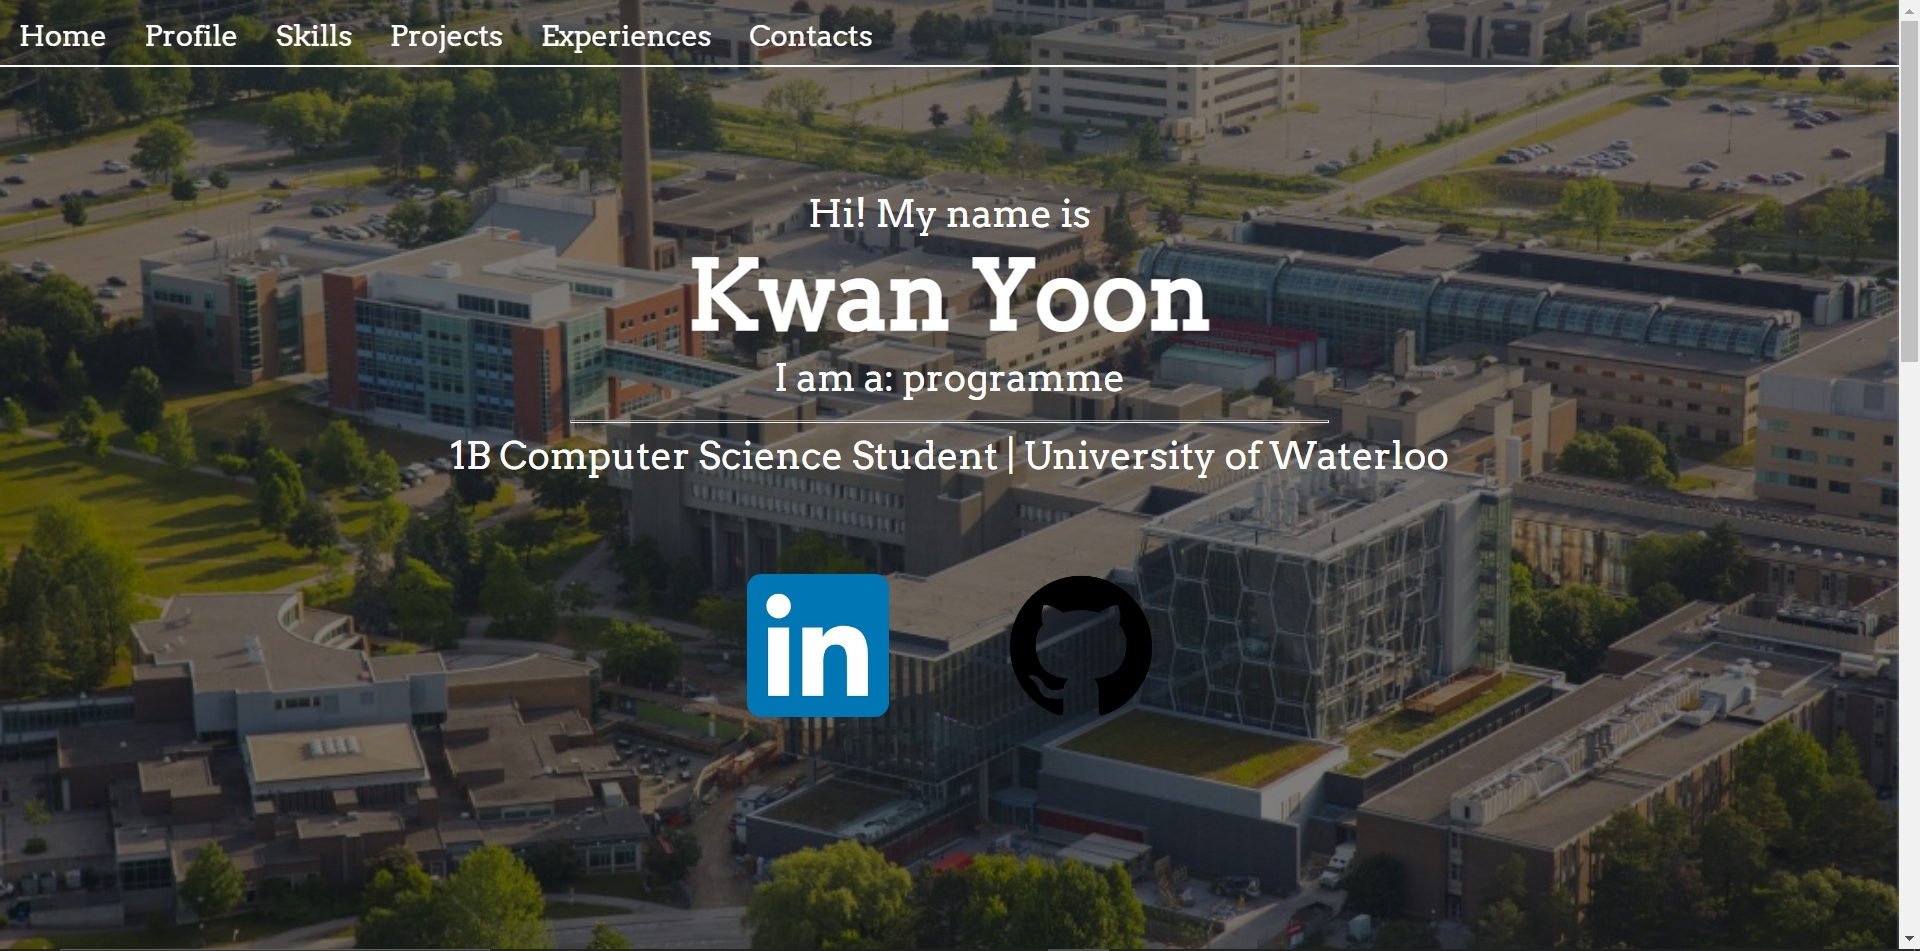 Home Profile Skills Projects Experiences Contacts
Hi! My name is
Kwan Yoon
I am a: programme
1B Computer Science Student | University of Waterloo
in